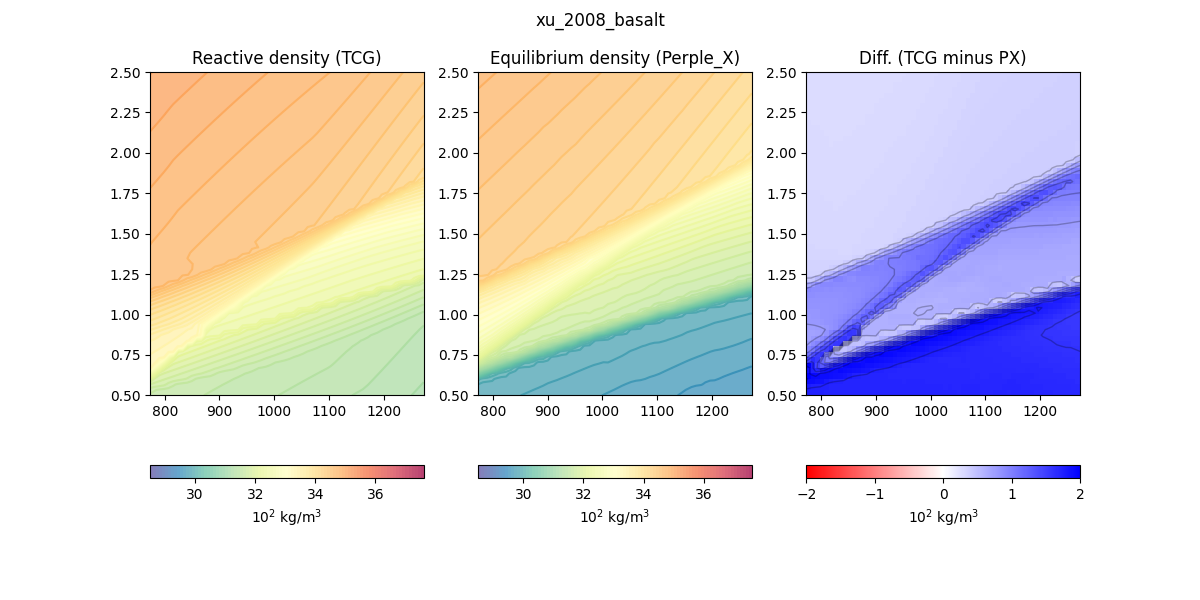 xu_2008_basalt
Reactive density (TCG)
Equilibrium density (Perple_X)
Diff. (TCG minus PX)
2.50
2.25
2.00
1.75
1.50
1.25
1.00
0.75
0.50
800 900 1000 1100 1200
2.50
2.25
2.00
1.75
1.50
1.25
1.00
0.75
0.50
800 900 1000 1100 1200
2.50
2.25
2.00
1.75
1.50
1.25
1.00
0.75
0.50
800 900 1000 1100 1200
30 32 34 36
10² kg/m³
30 32 34 36
10² kg/m³
−2 −1 0 1 2
10² kg/m³